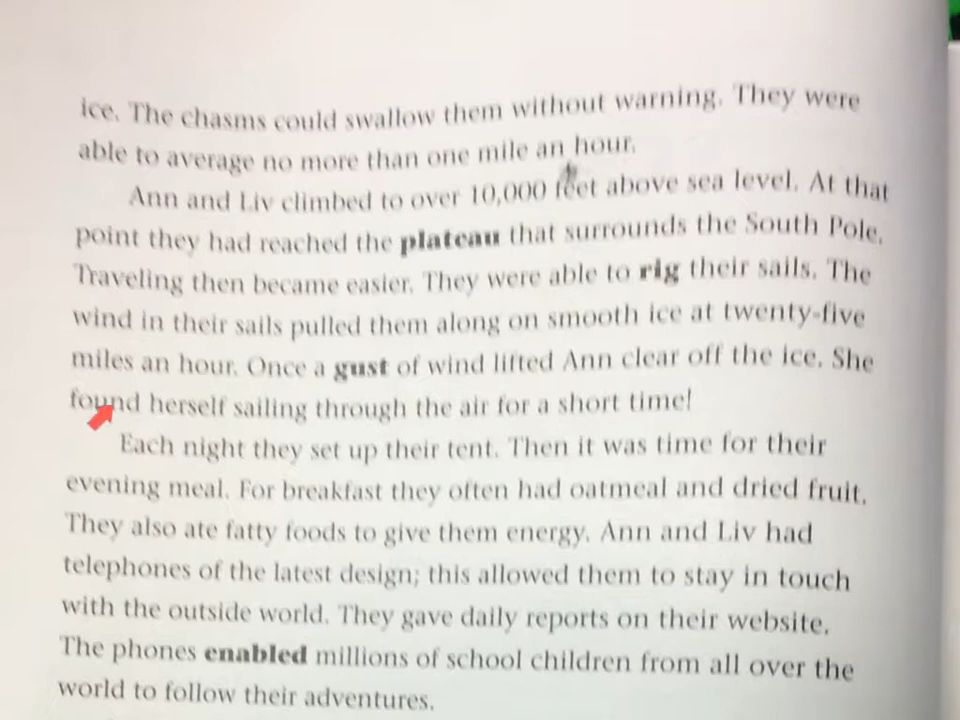 ice. The chasms could swallow them without warning. They were
able to average no more than one mile an hour.
Ann and Liv climbed to over 10,000 feet above sea level. At that
point they had reached the plateau that surrounds the South Pole.
Traveling then became easier. They were able to rig their sails. The
wind in their sails pulled them along on smooth ice at twenty-five
miles an hour. Once a gust of wind lifted Ann clear off the ice. She
found herself sailing through the air for a short time!
Each night they set up their tent. Then it was time for their
evening meal. For breakfast they often had oatmeal and dried fruit.
They also ate fatty foods to give them energy. Ann and Liv had
telephones of the latest design; this allowed them to stay in touch
with the outside world. They gave daily reports on their website.
The phones enabled millions of school children from all over the
world to follow their adventures.